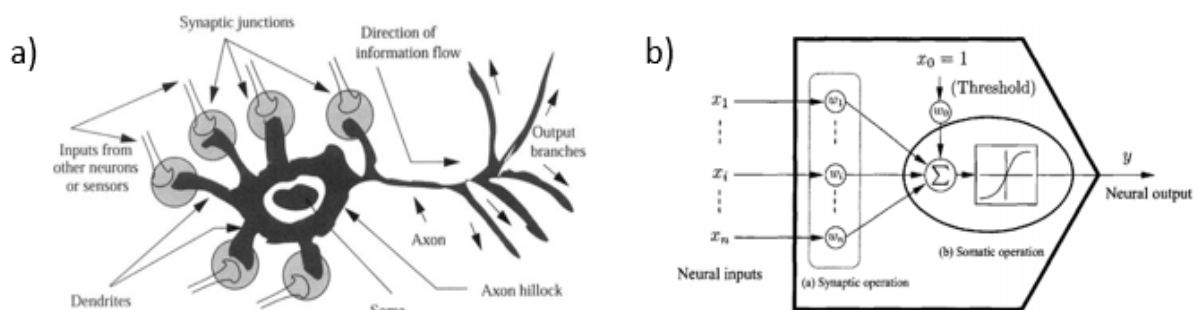 a)
Synaptic junctions
Direction of
information flow
Inputs from
other neurons
or sensors
Output
branches
Axon
Dendrites
Soma
Axon hillock
b)
x₀ = 1
(Threshold)
w₀
x₁
w₁
xᵢ
wᵢ
Σ
y
Neural output
xₙ
wₙ
(b) Somatic operation
Neural inputs
(a) Synaptic operation